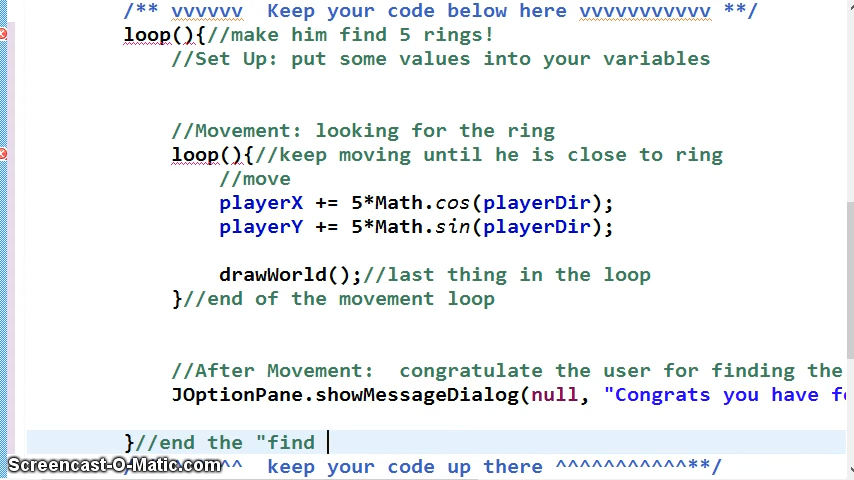 /** vvvvvv  Keep your code below here vvvvvvvvvvv **/
loop(){//make him find 5 rings!
//Set Up: put some values into your variables
//Movement: looking for the ring
loop(){//keep moving until he is close to ring
//move
playerX += 5*Math.cos(playerDir);
playerY += 5*Math.sin(playerDir);
drawWorld();//last thing in the loop
}//end of the movement loop
//After Movement:  congratulate the user for finding the
JOptionPane.showMessageDialog(null, "Congrats you have
}//end the "find
keep your code up there ^^^^^^^^^^^**/
Screencast-O-Matic.com